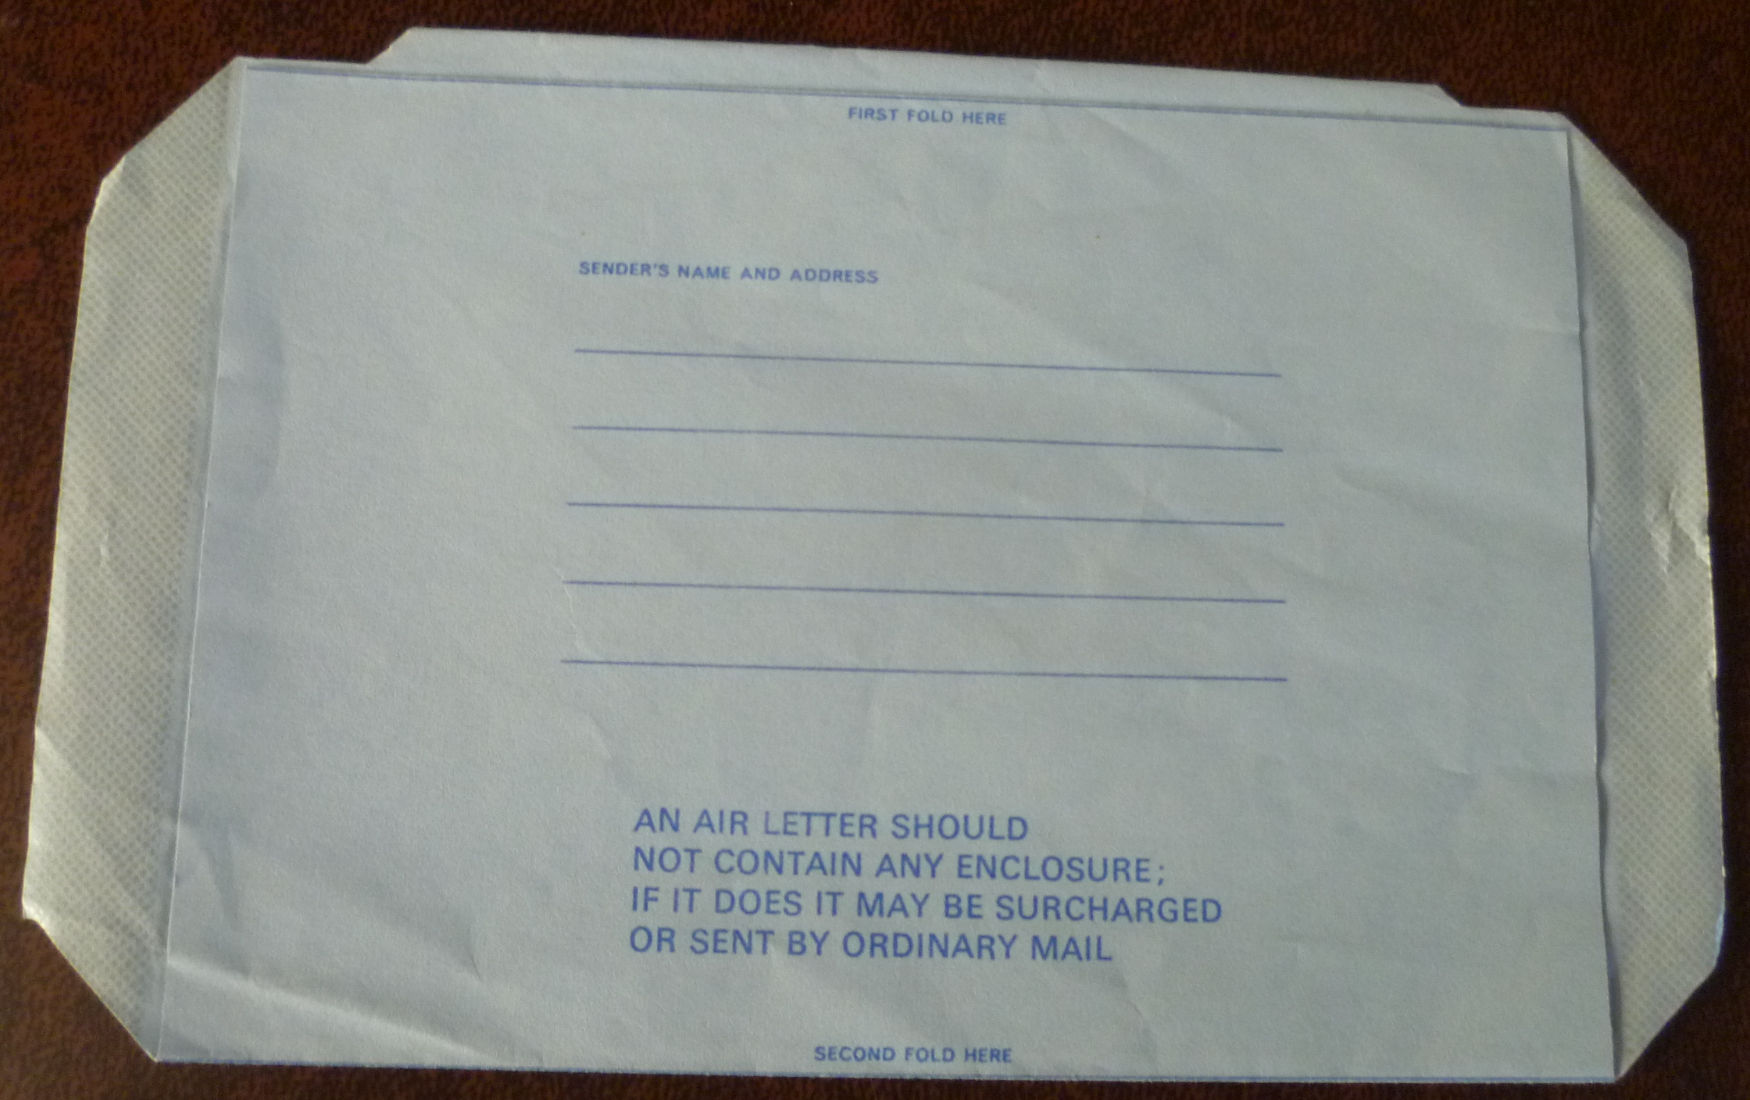 FIRST FOLD HERE
SENDER'S NAME AND ADDRESS
AN AIR LETTER SHOULD
NOT CONTAIN ANY ENCLOSURE;
IF IT DOES IT MAY BE SURCHARGED
OR SENT BY ORDINARY MAIL
SECOND FOLD HERE